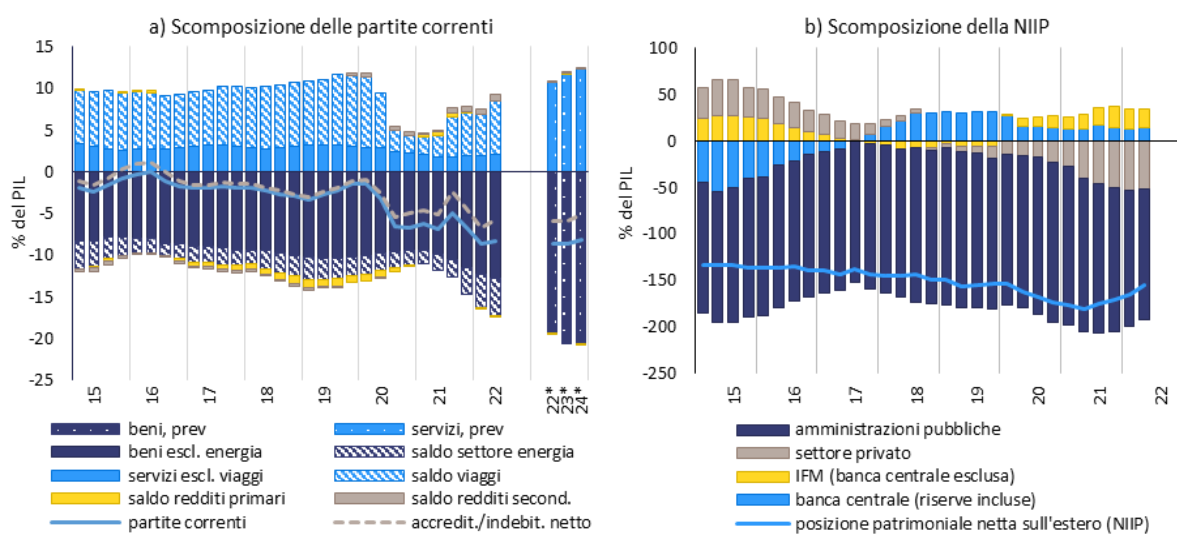 a) Scomposizione delle partite correnti
% del PIL
15
10
5
0
-5
-10
-15
-20
-25
15
16
17
18
19
20
21
22
22*
23*
24*
beni, prev
servizi, prev
beni escl. energia
saldo settore energia
servizi escl. viaggi
saldo viaggi
saldo redditi primari
saldo redditi second.
partite correnti
accredit./indebit. netto
b) Scomposizione della NIIP
% del PIL
100
50
0
-50
-100
-150
-200
-250
15
16
17
18
19
20
21
22
amministrazioni pubbliche
settore privato
IFM (banca centrale esclusa)
banca centrale (riserve incluse)
posizione patrimoniale netta sull'estero (NIIP)